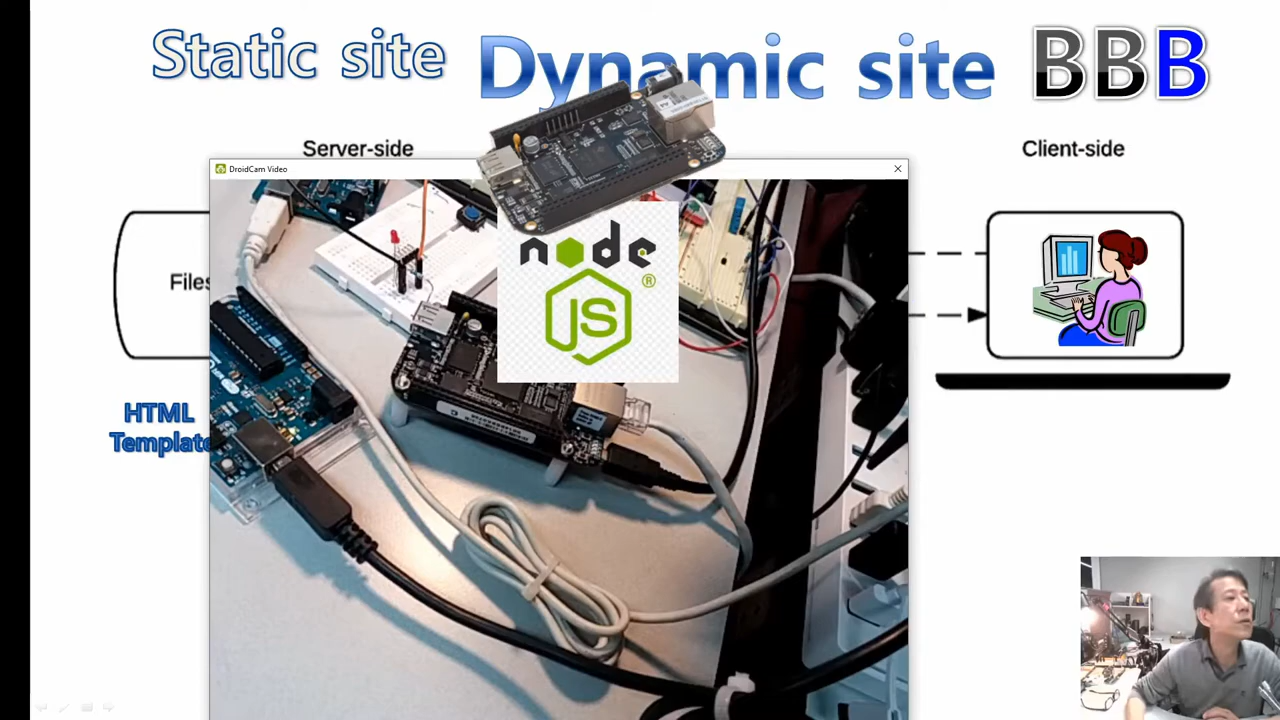 Static site
Dynamic site
BBB
Server-side
Client-side
DroidCam Video
Files
node
JS
®
HTML
Template